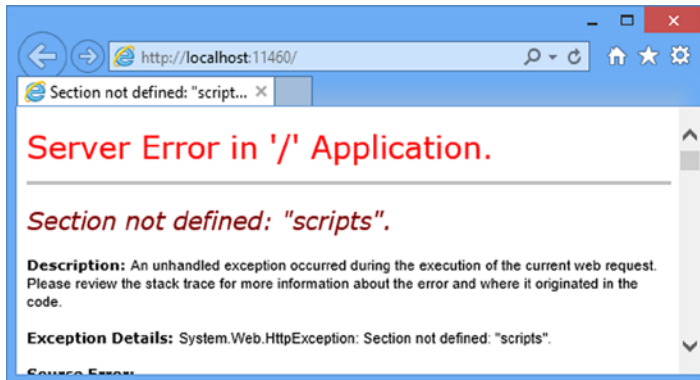 http://localhost:11460/
Section not defined: "script...
Server Error in '/' Application.
Section not defined: "scripts".
Description: An unhandled exception occurred during the execution of the current web request.
Please review the stack trace for more information about the error and where it originated in the
code.
Exception Details: System.Web.HttpException: Section not defined: "scripts".
Source Error: